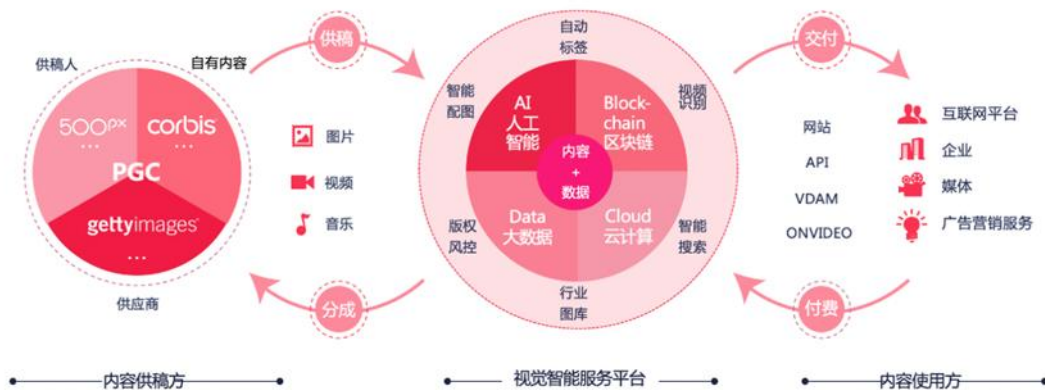 供稿人
自有内容
500px
...
corbis
...
PGC
gettyimages
...
供应商
供稿
图片
视频
音乐
分成
自动
标签
智能
配图
视频
识别
AI
人工
智能
Block-
chain
区块链
内容
+
数据
Data
大数据
Cloud
云计算
版权
风控
智能
搜索
行业
图库
交付
网站
API
VDAM
ONVIDEO
互联网平台
企业
媒体
广告营销服务
付费
内容供稿方
视觉智能服务平台
内容使用方